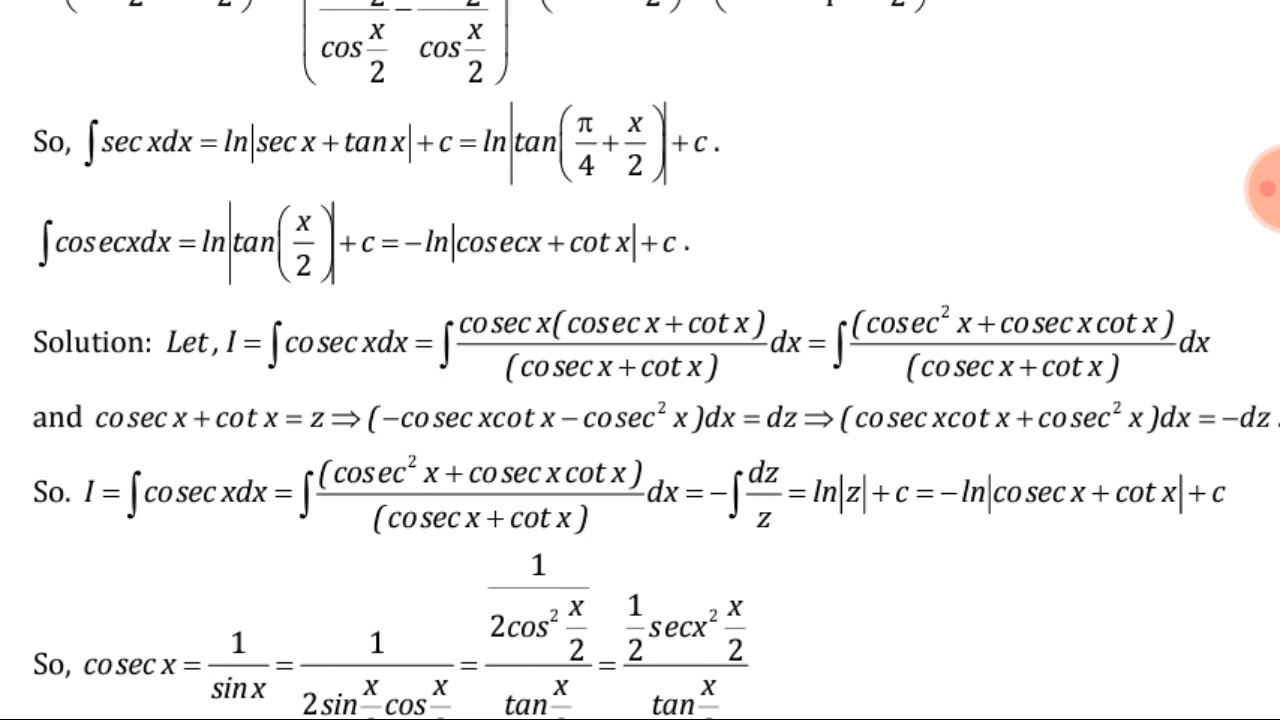 cos x/2 cos x/2
So, ∫sec xdx = ln|sec x + tan x| + c = ln|tan(π/4 + x/2)| + c .
∫cosecxdx = ln|tan(x/2)| + c = −ln|cosecx + cot x| + c .
Solution: Let, I = ∫cosec xdx = ∫ cosec x(cosec x + cot x)/(cosec x + cot x) dx = ∫ (cosec² x + cosec x cot x)/(cosec x + cot x) dx
and cosec x + cot x = z ⇒ (−cosec xcot x − cosec² x)dx = dz ⇒ (cosec xcot x + cosec² x)dx = −dz .
So. I = ∫cosec xdx = ∫ (cosec² x + cosec x cot x)/(cosec x + cot x) dx = −∫ dz/z = ln|z| + c = −ln|cosec x + cot x| + c
So, cosec x = 1/sin x = 1/(2sin x/ cos x/) = (1/(2cos² x/2))/(tan x/) = (1/2 secx² x/2)/(tan x/)